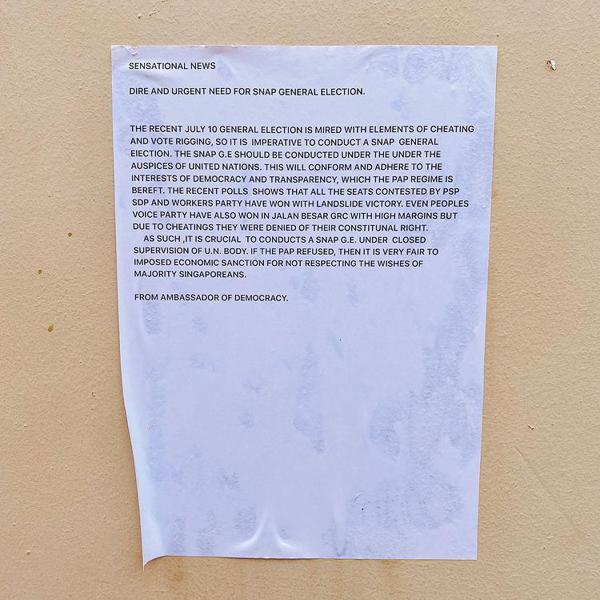 SENSATIONAL NEWS
DIRE AND URGENT NEED FOR SNAP GENERAL ELECTION.
THE RECENT JULY 10 GENERAL ELECTION IS MIRED WITH ELEMENTS OF CHEATING
AND VOTE RIGGING, SO IT IS IMPERATIVE TO CONDUCT A SNAP GENERAL
ElECTION. THE SNAP G.E SHOULD BE CONDUCTED UNDER THE UNDER THE
AUSPICES OF UNITED NATIONS. THIS WILL CONFORM AND ADHERE TO THE
INTERESTS OF DEMOCRACY AND TRANSPARENCY, WHICH THE PAP REGIME IS
BEREFT. THE RECENT POLLS SHOWS THAT ALL THE SEATS CONTESTED BY PSP
SDP AND WORKERS PARTY HAVE WON WITH LANDSLIDE VICTORY. EVEN PEOPLES
VOICE PARTY HAVE ALSO WON IN JALAN BESAR GRC WITH HIGH MARGINS BUT
DUE TO CHEATINGS THEY WERE DENIED OF THEIR CONSTITUNAL RIGHT.
AS SUCH ,IT IS CRUCIAL TO CONDUCTS A SNAP G.E. UNDER CLOSED
SUPERVISION OF U.N. BODY. IF THE PAP REFUSED, THEN IT IS VERY FAIR TO
IMPOSED ECONOMIC SANCTION FOR NOT RESPECTING THE WISHES OF
MAJORITY SINGAPOREANS.
FROM AMBASSADOR OF DEMOCRACY.